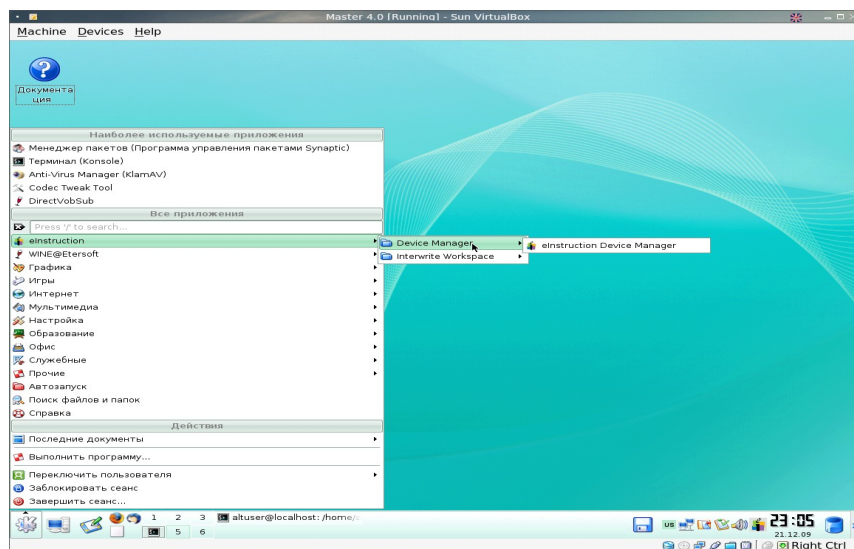 Master 4.0 [Running] - Sun VirtualBox
Machine Devices Help
Документа
ция
Наиболее используемые приложения
Менеджер пакетов (Программа управления пакетами Synaptic)
Терминал (Konsole)
Anti-Virus Manager (KlamAV)
Codec Tweak Tool
DirectVobSub
Все приложения
Press '/' to search...
eInstruction
Device Manager
eInstruction Device Manager
WINE@Etersoft
Interwrite Workspace
Графика
Игры
Интернет
Мультимедиа
Настройка
Образование
Офис
Служебные
Прочие
Автозапуск
Поиск файлов и папок
Справка
Действия
Последние документы
Выполнить программу...
Переключить пользователя
Заблокировать сеанс
Завершить сеанс...
1 2 3 altuser@localhost: /home/
5 6
US
23:05
21.12.09
Right Ctrl